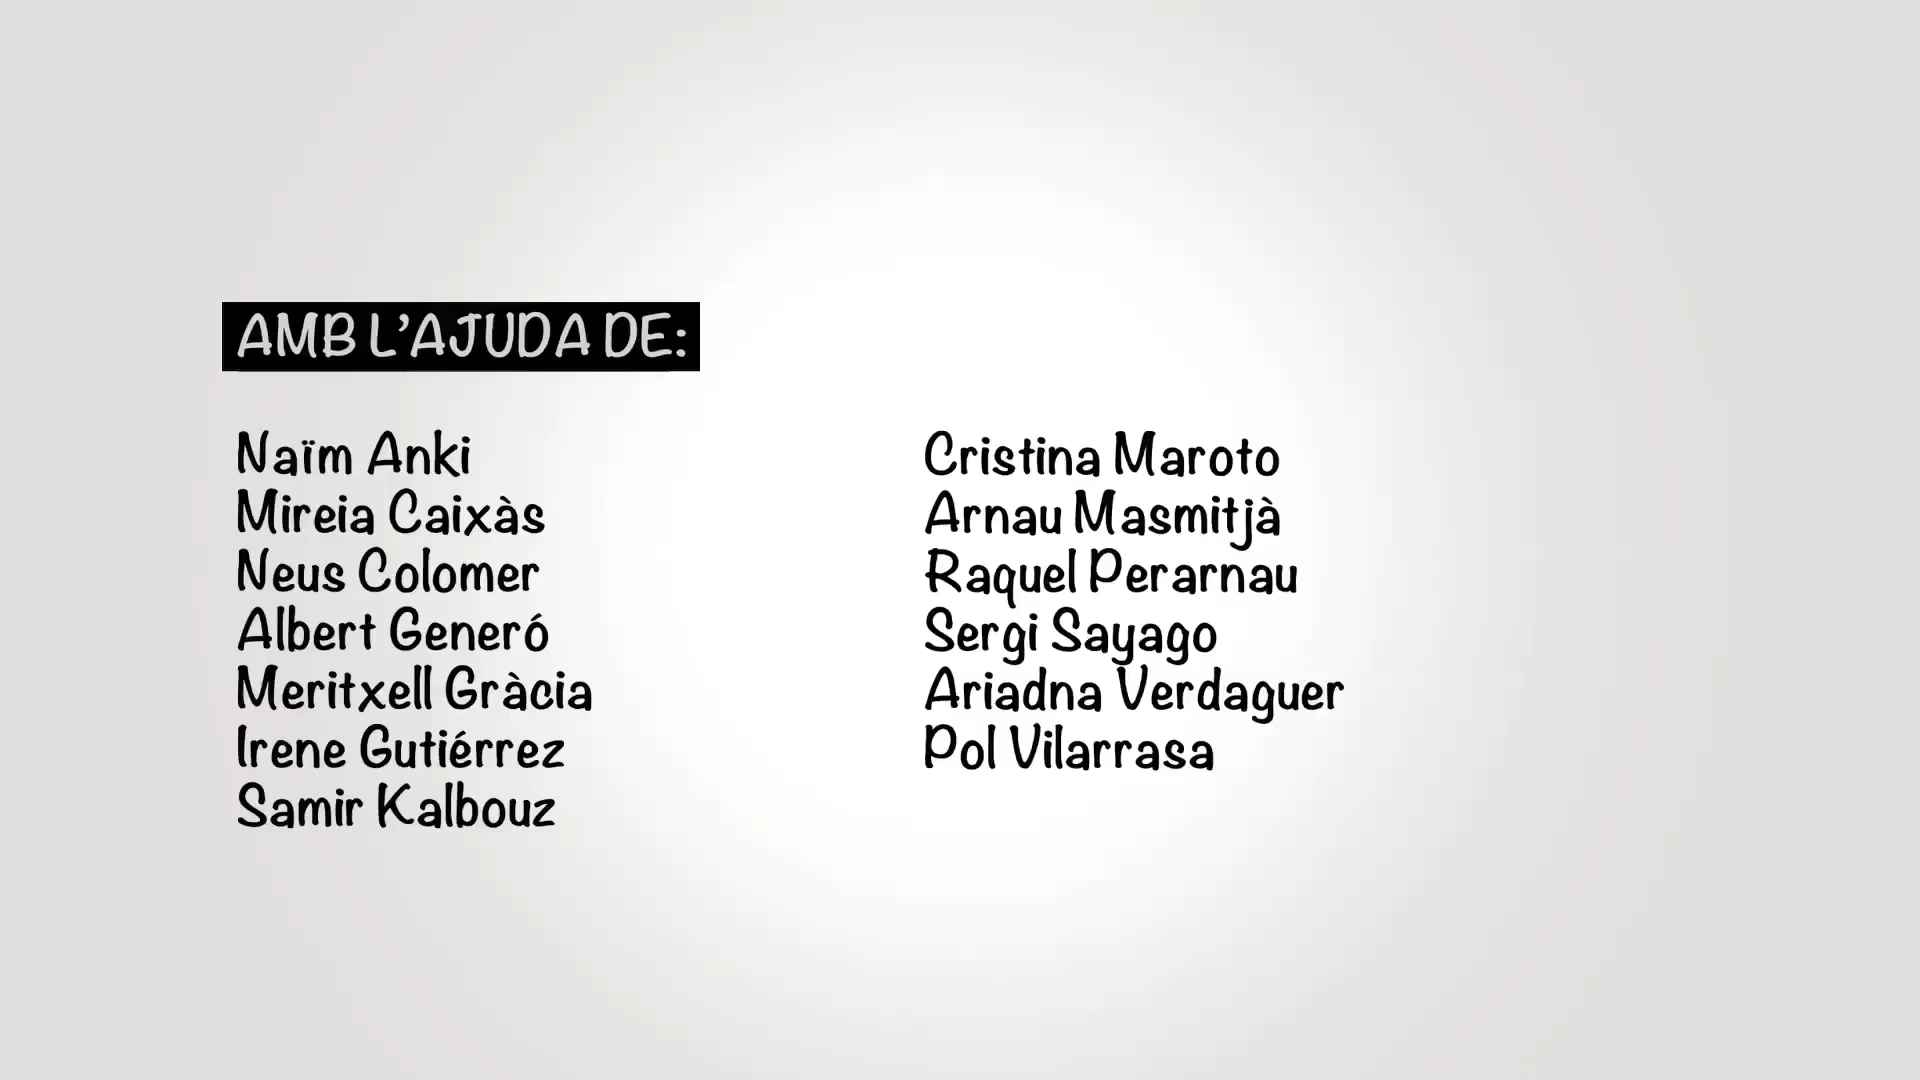 AMB L'AJUDA DE:
Naïm Anki
Mireia Caixàs
Neus Colomer
Albert Generó
Meritxell Gràcia
Irene Gutiérrez
Samir Kalbouz
Cristina Maroto
Arnau Masmitjà
Raquel Perarnau
Sergi Sayago
Ariadna Verdaguer
Pol Vilarrasa